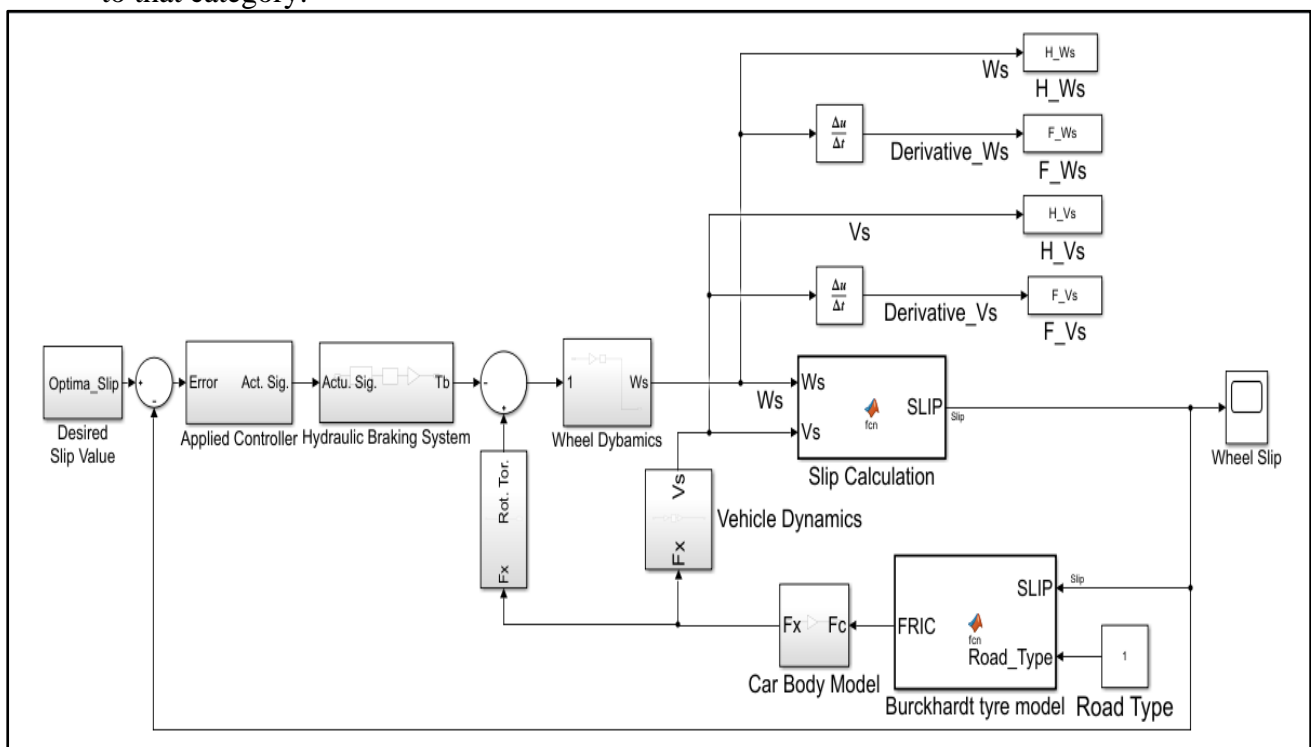 to that category.
H_Ws
Ws
H_Ws
Δu
Δt
F_Ws
Derivative_Ws
F_Ws
H_Vs
Vs
H_Vs
Δu
Δt
F_Vs
Derivative_Vs
F_Vs
Optima_Slip
+
-
Error
Act. Sig.
Actu. Sig.
Tb
-
+
1
Ws
Ws
Ws
Vs
SLIP
fcn
Slip
Desired
Slip Value
Applied Controller
Hydraulic Braking System
Wheel Dybamics
Slip Calculation
Wheel Slip
Rot. Tor.
Fx
Vs
Fx
Vehicle Dynamics
SLIP
Slip
Fx
Fc
FRIC
fcn
Road_Type
1
Car Body Model
Burckhardt tyre model
Road Type